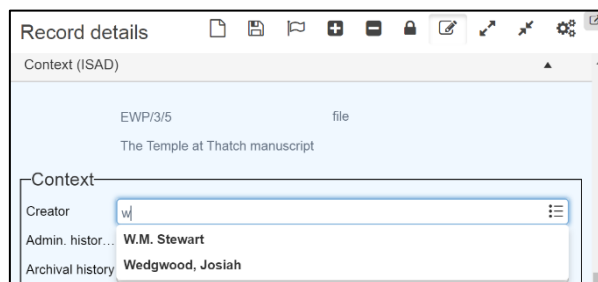 Record details
Context (ISAD)
EWP/3/5 file
The Temple at Thatch manuscript
Context
Creator w
Admin. histor...
W.M. Stewart
Archival history
Wedgwood, Josiah